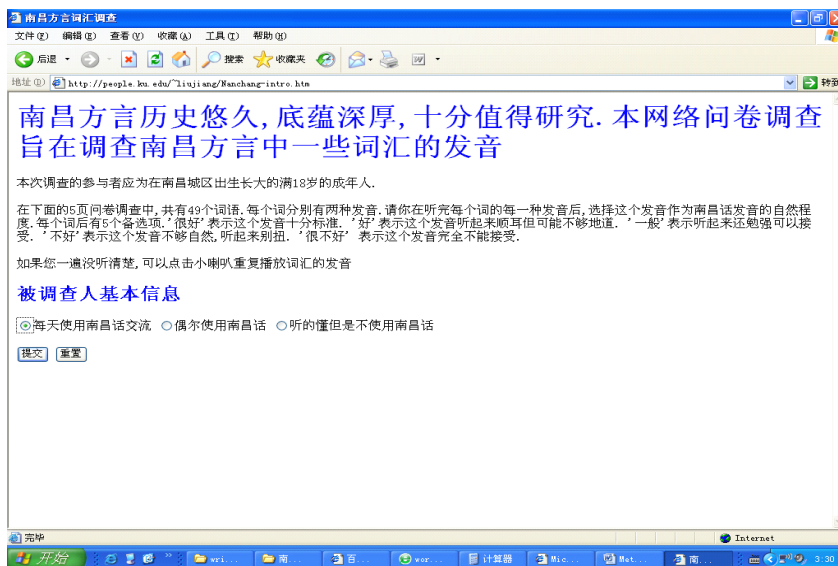 南昌方言词汇调查
文件(F) 编辑(E) 查看(V) 收藏(A) 工具(T) 帮助(H)
后退 搜索 收藏夹
地址(D) http://people.ku.edu/~liujiang/Nanchang-intro.htm 转到
南昌方言历史悠久,底蕴深厚,十分值得研究.本网络问卷调查
旨在调查南昌方言中一些词汇的发音
本次调查的参与者应为在南昌城区出生长大的满18岁的成年人.
在下面的5页问卷调查中,共有49个词语.每个词分别有两种发音.请你在听完每个词的每一种发音后,选择这个发音作为南昌话发音的自然程
度.每个词后有5个备选项.'很好'表示这个发音十分标准. '好'表示这个发音听起来顺耳但可能不够地道. '一般'表示听起来还勉强可以接
受. '不好'表示这个发音不够自然,听起来别扭. '很不好' 表示这个发音完全不能接受.
如果您一遍没听清楚,可以点击小喇叭重复播放词汇的发音
被调查人基本信息
每天使用南昌话交流 偶尔使用南昌话 听的懂但是不使用南昌话
提交 重置
完毕 Internet
开始 wri... 南... 百... wor... 计算器 Mic... Met... 南... 3:30